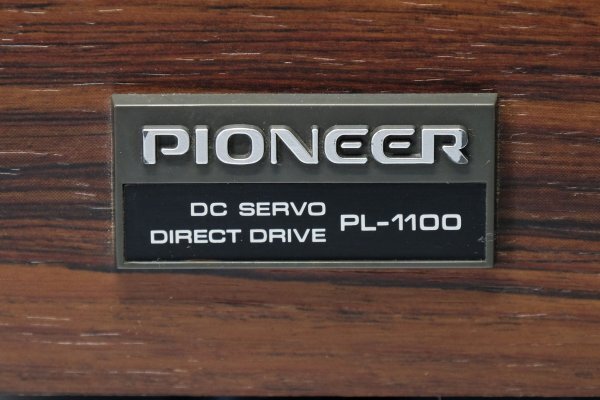 PIONEER
DC SERVO
DIRECT DRIVE
PL-1100